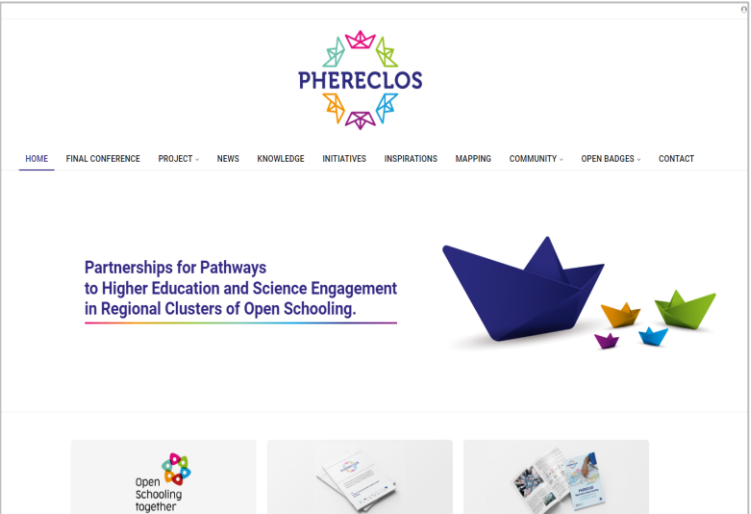 PHERECLOS
HOME FINAL CONFERENCE PROJECT NEWS KNOWLEDGE INITIATIVES INSPIRATIONS MAPPING COMMUNITY OPEN BADGES CONTACT
Partnerships for Pathways
to Higher Education and Science Engagement
in Regional Clusters of Open Schooling.
Open
Schooling
together
PHERECLOS